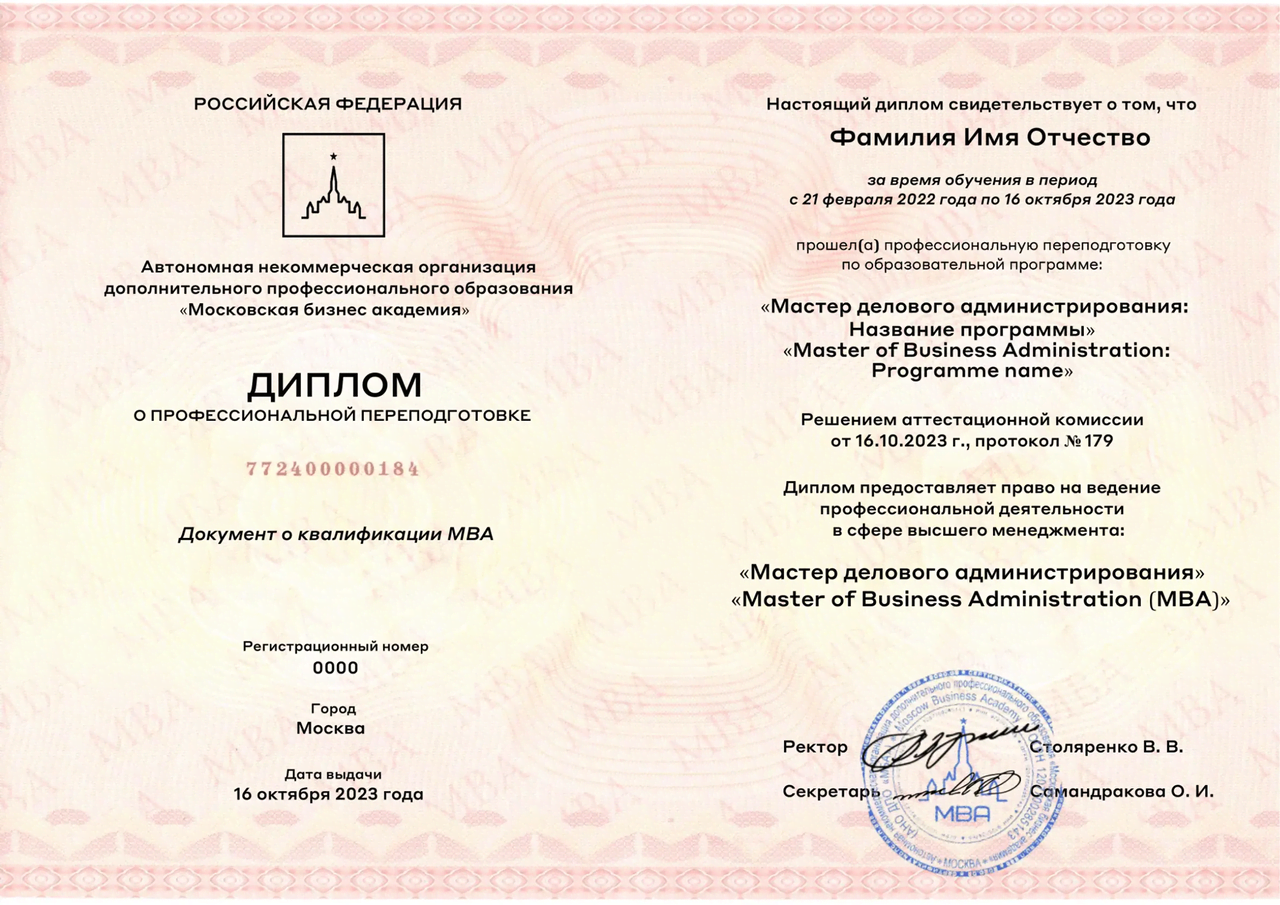 РОССИЙСКАЯ ФЕДЕРАЦИЯ
Автономная некоммерческая организация
дополнительного профессионального образования
«Московская бизнес академия»
ДИПЛОМ
О ПРОФЕССИОНАЛЬНОЙ ПЕРЕПОДГОТОВКЕ
772400000184
Документ о квалификации MBA
Регистрационный номер
0000
Город
Москва
Дата выдачи
16 октября 2023 года
Настоящий диплом свидетельствует о том, что
Фамилия Имя Отчество
за время обучения в период
с 21 февраля 2022 года по 16 октября 2023 года
прошел(а) профессиональную переподготовку
по образовательной программе:
«Мастер делового администрирования:
Название программы»
«Master of Business Administration:
Programme name»
Решением аттестационной комиссии
от 16.10.2023 г., протокол № 179
Диплом предоставляет право на ведение
профессиональной деятельности
в сфере высшего менеджмента:
«Мастер делового администрирования»
«Master of Business Administration (MBA)»
Ректор Столяренко В. В.
Секретарь Самандракова О. И.
Moscow Business Academy
MBA
МОСКВА